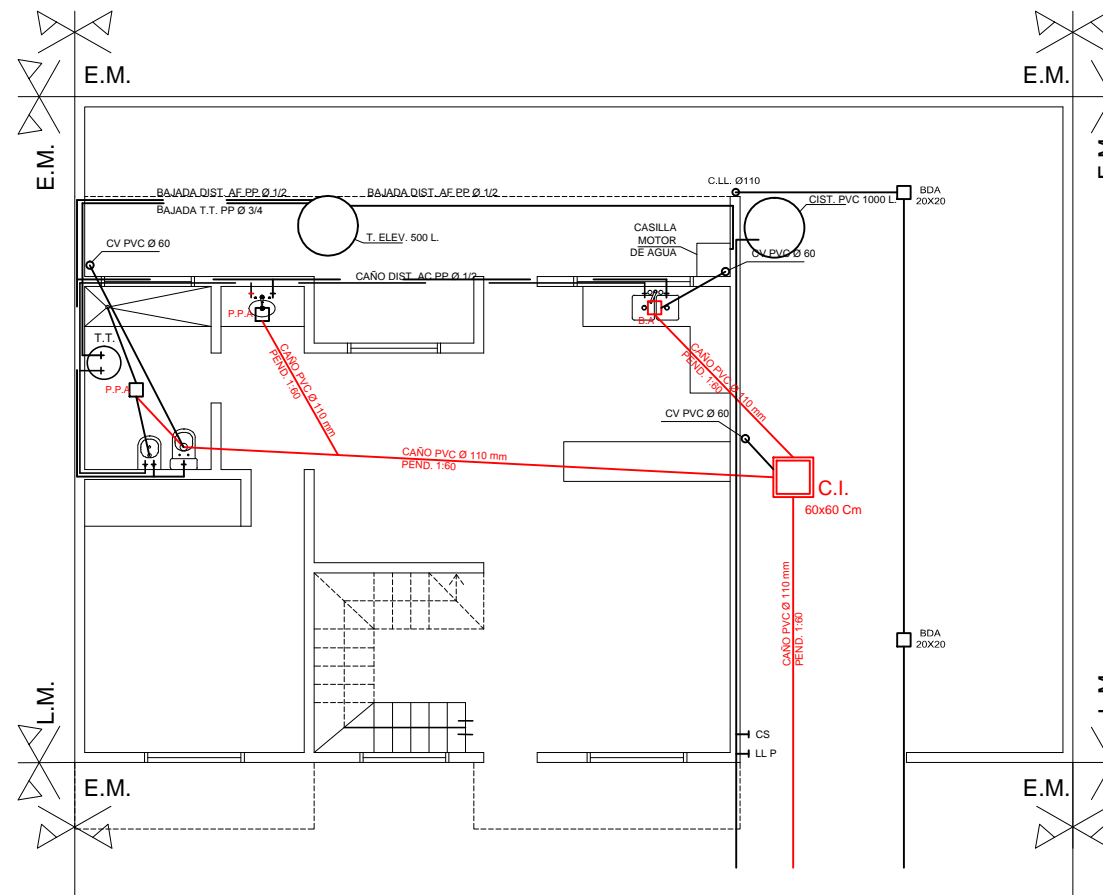 E.M.
E.M.
E.M.
E.M.
C.LL. Ø110
BAJADA DIST. AF PP Ø 1/2
BAJADA DIST. AF PP Ø 1/2
BDA
20X20
CIST. PVC 1000 L.
BAJADA T.T. PP Ø 3/4
T. ELEV. 500 L.
CASILLA
MOTOR
DE AGUA
CV PVC Ø 60
CV PVC Ø 60
CAÑO DIST. AC PP Ø 1/2
P.P.A
B.A
T.T.
CAÑO PVC Ø 110 mm
PEND. 1:60
CAÑO PVC Ø 110 mm
PEND. 1:60
P.P.A
CV PVC Ø 60
CAÑO PVC Ø 110 mm
PEND. 1:60
C.I.
60x60 Cm
CAÑO PVC Ø 110 mm
PEND. 1:60
BDA
20X20
L.M.
L.M.
CS
LL P
E.M.
E.M.